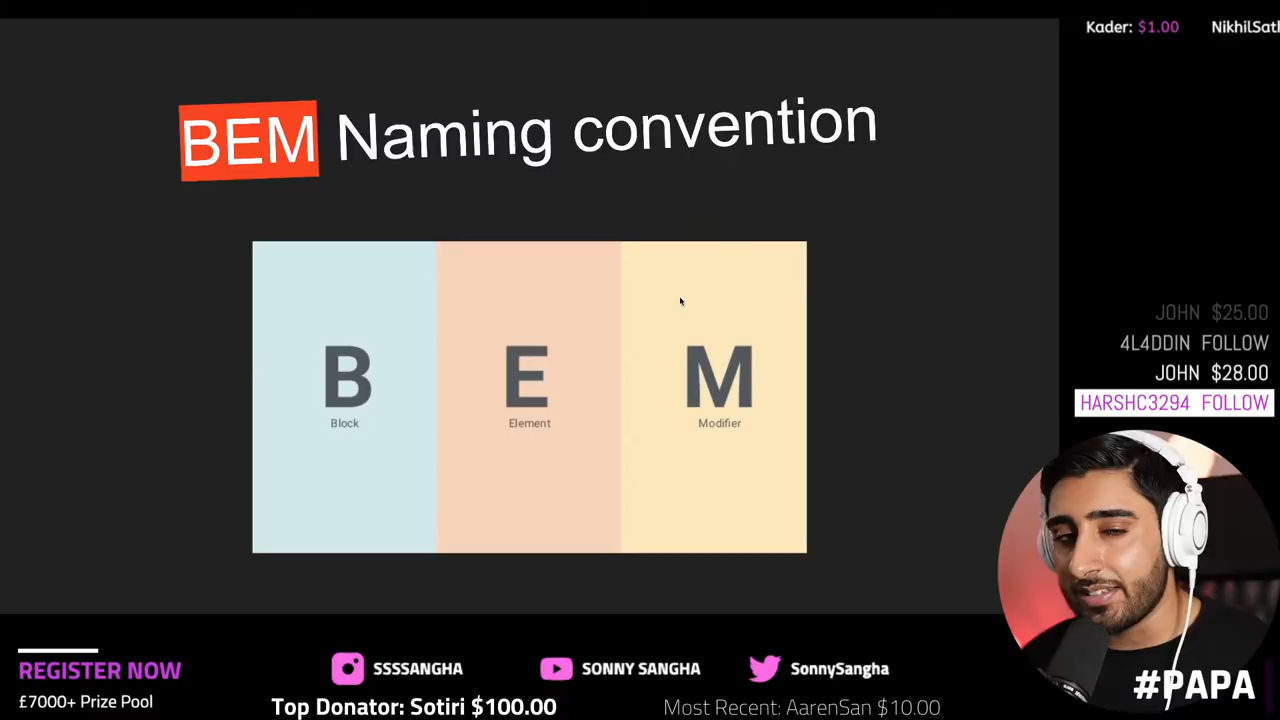 Kader: $1.00 NikhilSath
BEM Naming convention
B E M
Block Element Modifier
JOHN $25.00
4L4DDIN FOLLOW
JOHN $28.00
HARSHC3294 FOLLOW
REGISTER NOW
£7000+ Prize Pool
SSSSANGHA SONNY SANGHA SonnySangha
Top Donator: Sotiri $100.00 Most Recent: AarenSan $10.00
#PAPA